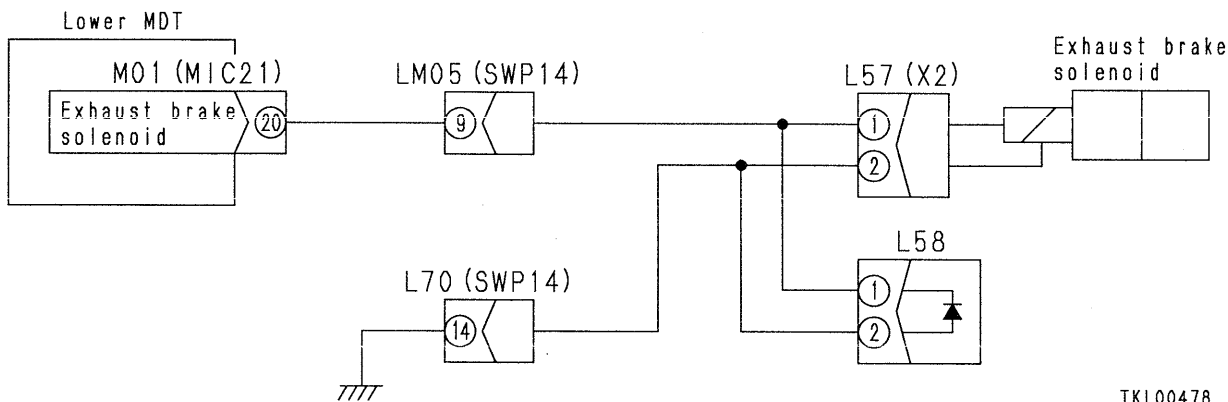 Lower MDT
M01 (MIC21)
Exhaust brake
solenoid
20
LM05 (SWP14)
9
L57 (X2)
1
2
Exhaust brake
solenoid
L58
1
2
L70 (SWP14)
14
TKL00478